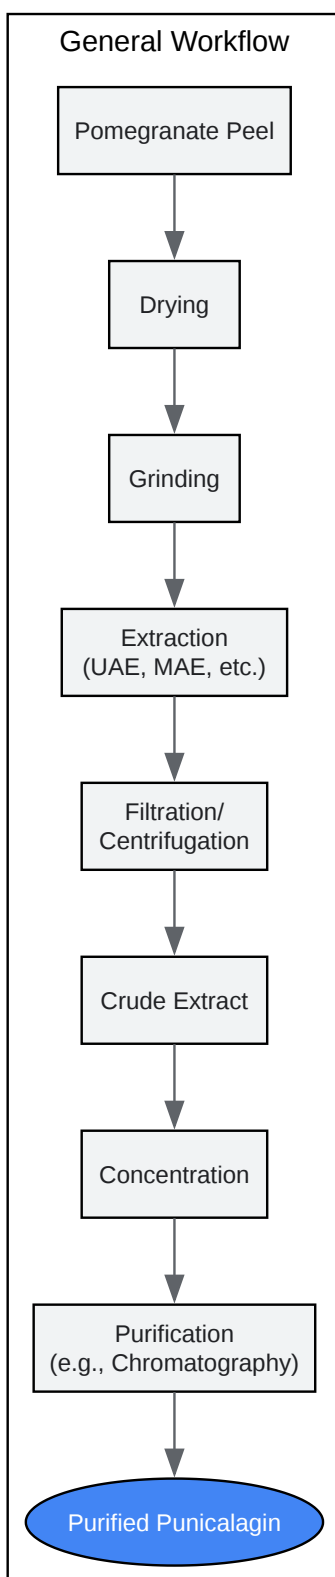 General Workflow
Pomegranate Peel
Drying
Grinding
Extraction
(UAE, MAE, etc.)
Filtration/
Centrifugation
Crude Extract
Concentration
Purification
(e.g., Chromatography)
Purified Punicalagin